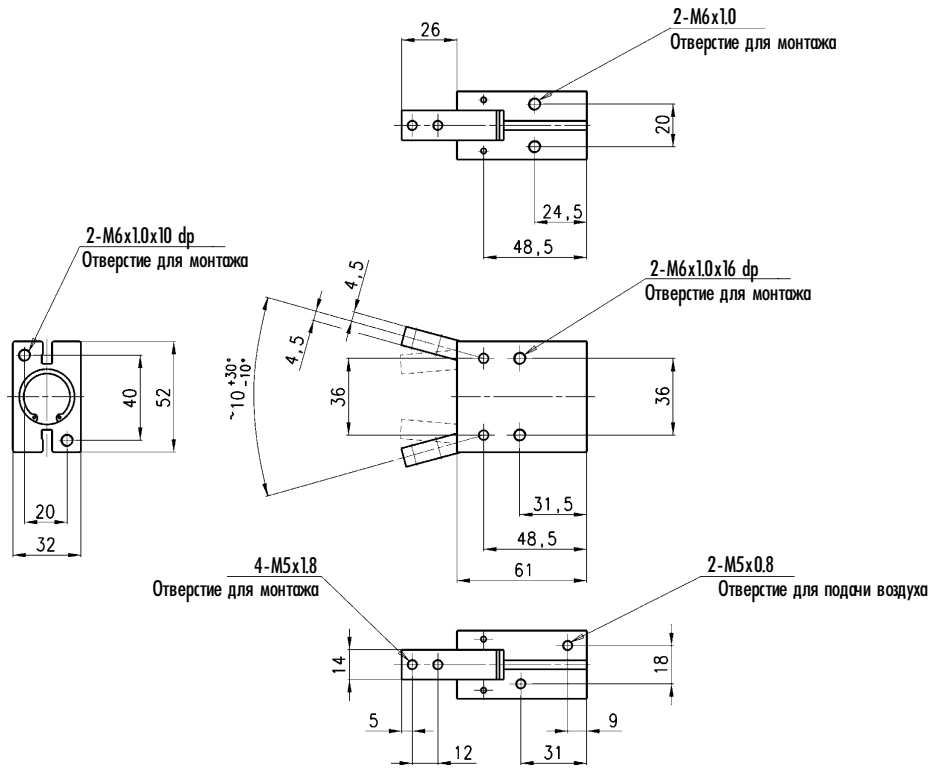 2-M6x1.0
Отверстие для монтажа
26
20
24,5
48,5
2-M6x1.0x10 dp
Отверстие для монтажа
2-M6x1.0x16 dp
Отверстие для монтажа
4,5
4,5
~10 +30° -10°
36
36
40
52
20
32
31,5
48,5
61
4-M5x1.8
Отверстие для монтажа
2-M5x0.8
Отверстие для подачи воздуха
14
18
5
9
12
31